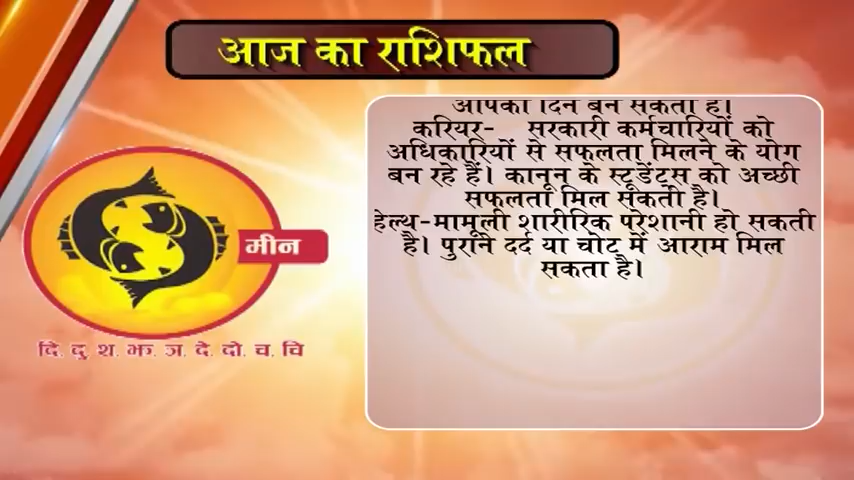 आज का राशिफल
आपका दिन बन सकता है।
करियर- सरकारी कर्मचारियों को
अधिकारियों से सफलता मिलने के योग
बन रहे हैं। कानून के स्टूडेंट्स को अच्छी
सफलता मिल सकती है।
हेल्थ-मामूली शारीरिक परेशानी हो सकती
है। पुराने दर्द या चोट में आराम मिल
सकता है।
मीन
दि. दु. श. झ. ञ. दे. दो. च. चि